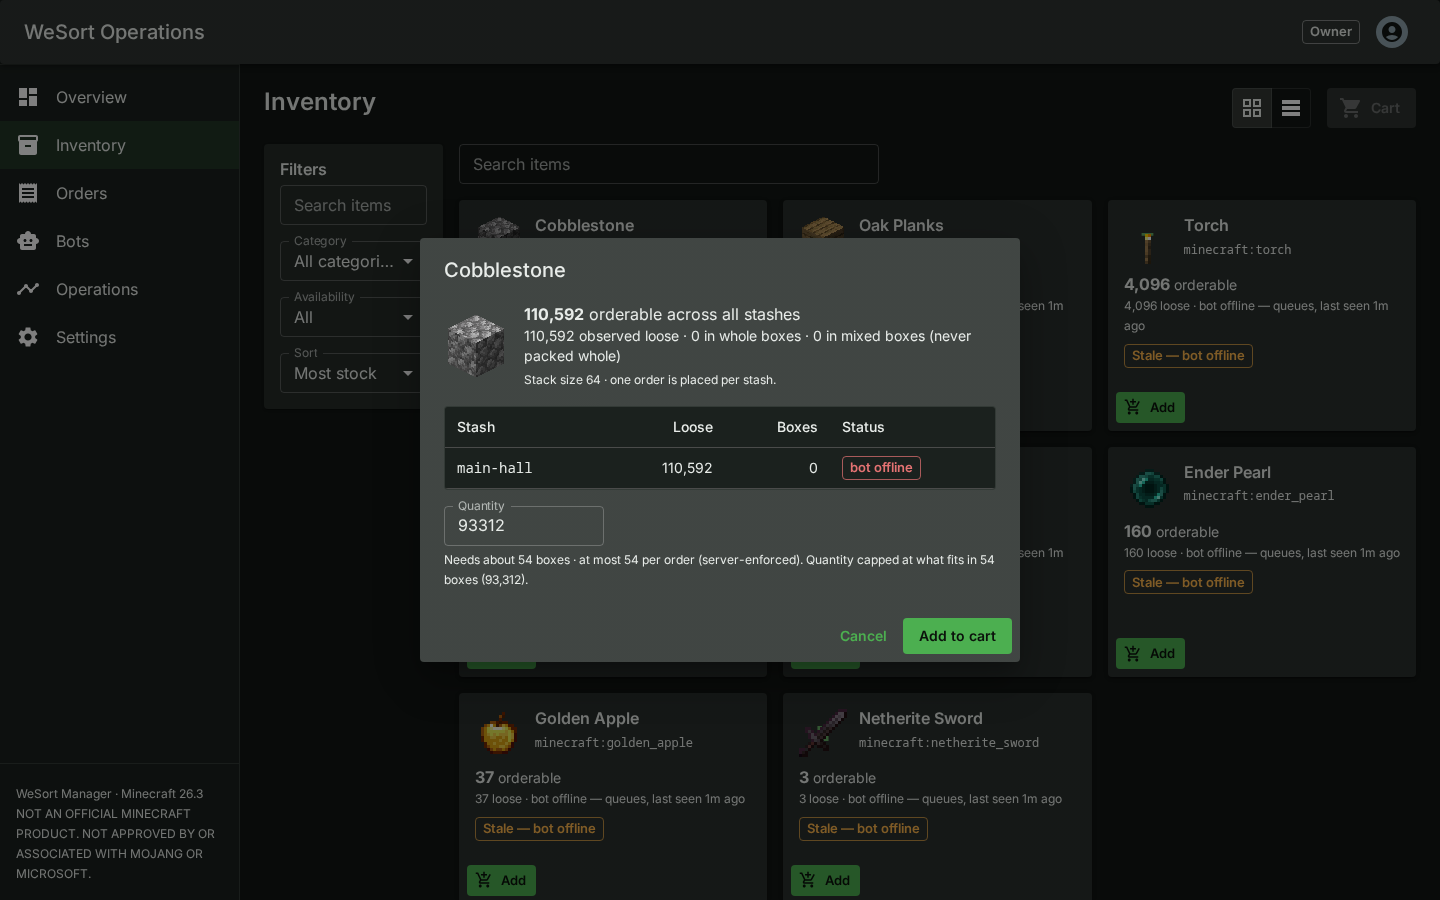 WeSort Operations
Owner
Overview
Inventory
Orders
Bots
Operations
Settings
WeSort Manager · Minecraft 26.3
NOT AN OFFICIAL MINECRAFT
PRODUCT. NOT APPROVED BY OR
ASSOCIATED WITH MOJANG OR
MICROSOFT.
Inventory
Cart
Filters
Search items
Category
All categori...
Availability
All
Sort
Most stock
Search items
Cobblestone
Oak Planks
Torch
minecraft:torch
4,096 orderable
4,096 loose · bot offline — queues, last seen 1m
ago
Stale — bot offline
Add
seen 1m
Cobblestone
110,592 orderable across all stashes
110,592 observed loose · 0 in whole boxes · 0 in mixed boxes (never
packed whole)
Stack size 64 · one order is placed per stash.
Stash Loose Boxes Status
main-hall 110,592 0 bot offline
Quantity
93312
Needs about 54 boxes · at most 54 per order (server-enforced). Quantity capped at what fits in 54
boxes (93,312).
Cancel
Add to cart
seen 1m
Ender Pearl
minecraft:ender_pearl
160 orderable
160 loose · bot offline — queues, last seen 1m ago
Stale — bot offline
Add
Golden Apple
minecraft:golden_apple
37 orderable
37 loose · bot offline — queues, last seen 1m ago
Stale — bot offline
Add
Netherite Sword
minecraft:netherite_sword
3 orderable
3 loose · bot offline — queues, last seen 1m ago
Stale — bot offline
Add